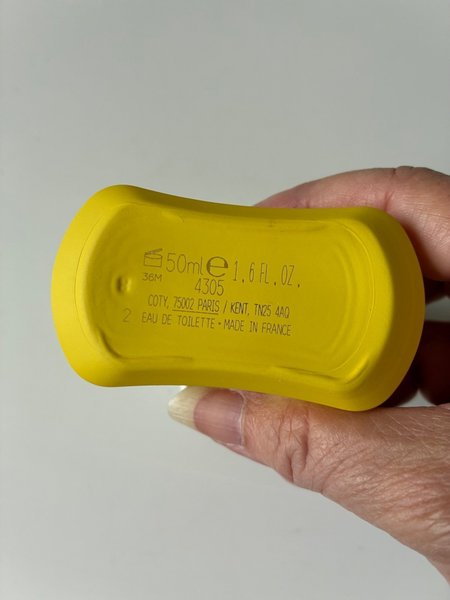 36M 50ml e 1.6 FL.OZ.
4305
COTY, 75002 PARIS / KENT, TN25 4AQ
2 EAU DE TOILETTE • MADE IN FRANCE